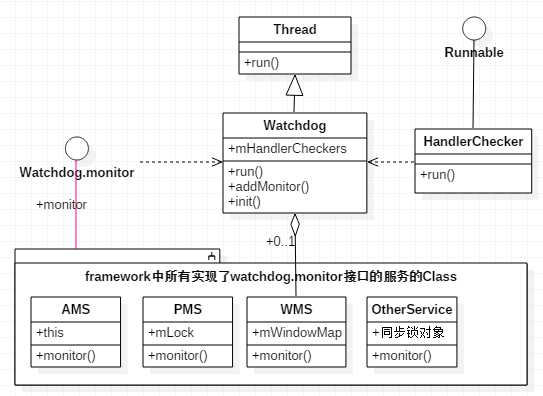 Thread
+run()
Runnable
Watchdog
+mHandlerCheckers
+run()
+addMonitor()
+init()
HandlerChecker
+run()
Watchdog.monitor
+monitor
+0..1
framework中所有实现了watchdog.monitor接口的服务的Class
AMS
+this
+monitor()
PMS
+mLock
+monitor()
WMS
+mWindowMap
+monitor()
OtherService
+同步锁对象
+monitor()